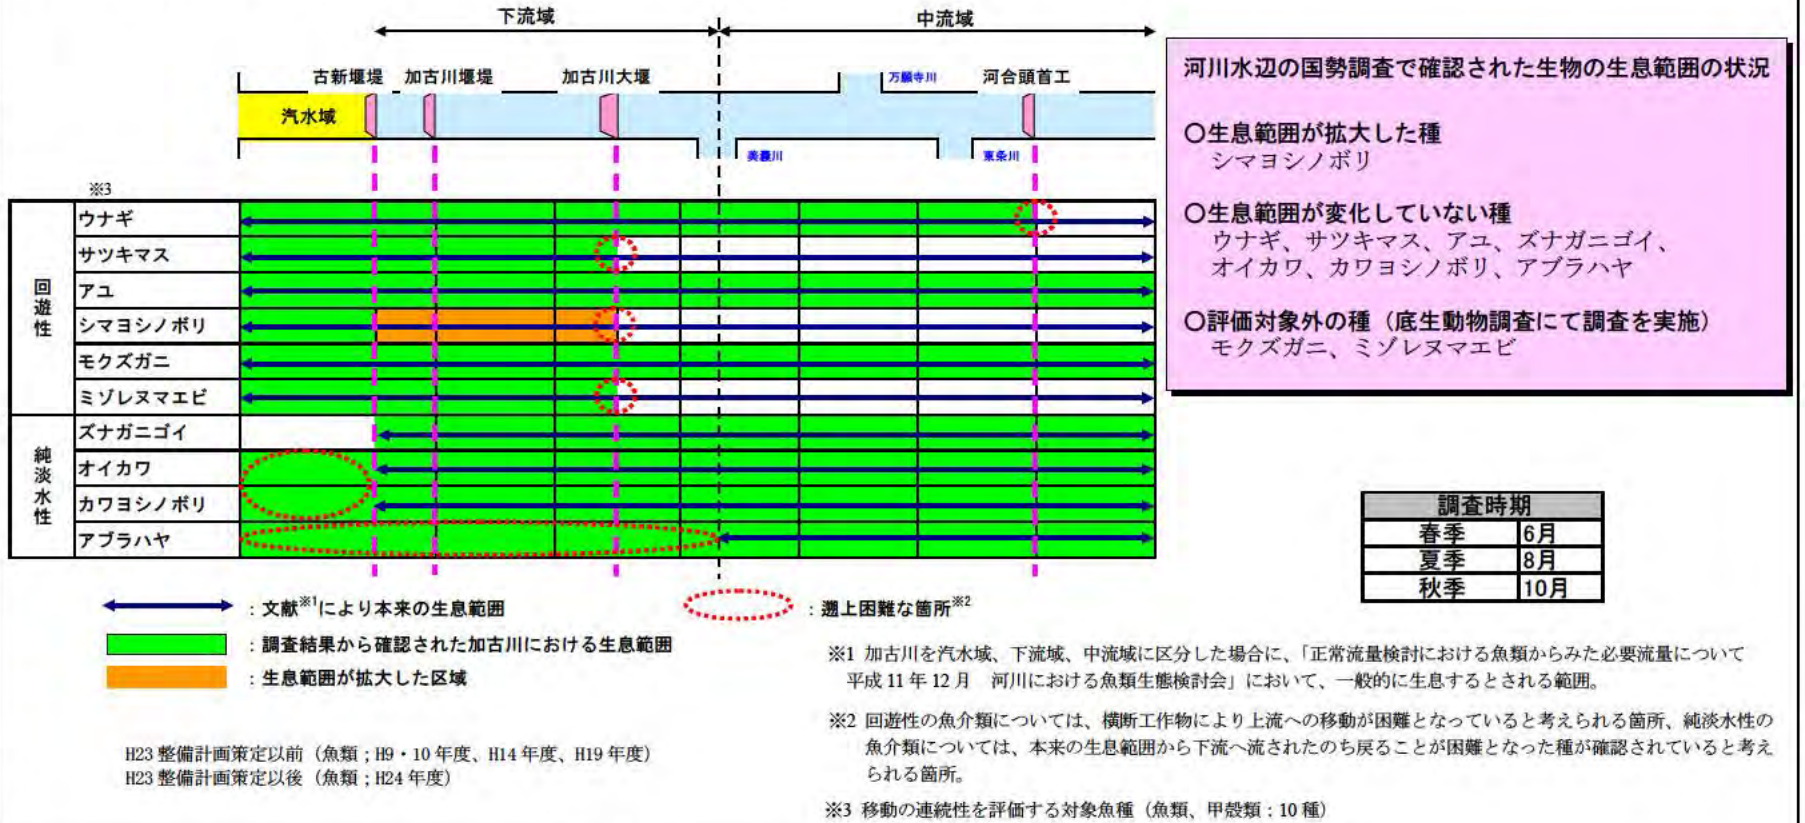 下流域
中流域
古新堰堤
加古川堰堤
加古川大堰
万願寺川
河合頭首工
汽水域
美嚢川
東条川
※3
回遊性
ウナギ
サツキマス
アユ
シマヨシノボリ
モクズガニ
ミゾレヌマエビ
純淡水性
ズナガニゴイ
オイカワ
カワヨシノボリ
アブラハヤ
河川水辺の国勢調査で確認された生物の生息範囲の状況
〇生息範囲が拡大した種
シマヨシノボリ
〇生息範囲が変化していない種
ウナギ、サツキマス、アユ、ズナガニゴイ、
オイカワ、カワヨシノボリ、アブラハヤ
〇評価対象外の種（底生動物調査にて調査を実施）
モクズガニ、ミゾレヌマエビ
調査時期
春季 6月
夏季 8月
秋季 10月
：文献※1により本来の生息範囲
：遡上困難な箇所※2
：調査結果から確認された加古川における生息範囲
：生息範囲が拡大した区域
H23 整備計画策定以前（魚類；H9・10 年度、H14 年度、H19 年度）
H23 整備計画策定以後（魚類；H24 年度）
※1 加古川を汽水域、下流域、中流域に区分した場合に、「正常流量検討における魚類からみた必要流量について
平成 11 年 12 月　河川における魚類生態検討会」において、一般的に生息するとされる範囲。
※2 回遊性の魚介類については、横断工作物により上流への移動が困難となっていると考えられる箇所、純淡水性の
魚介類については、本来の生息範囲から下流へ流されたのち戻ることが困難となった種が確認されていると考え
られる箇所。
※3 移動の連続性を評価する対象魚種（魚類、甲殻類：10 種）